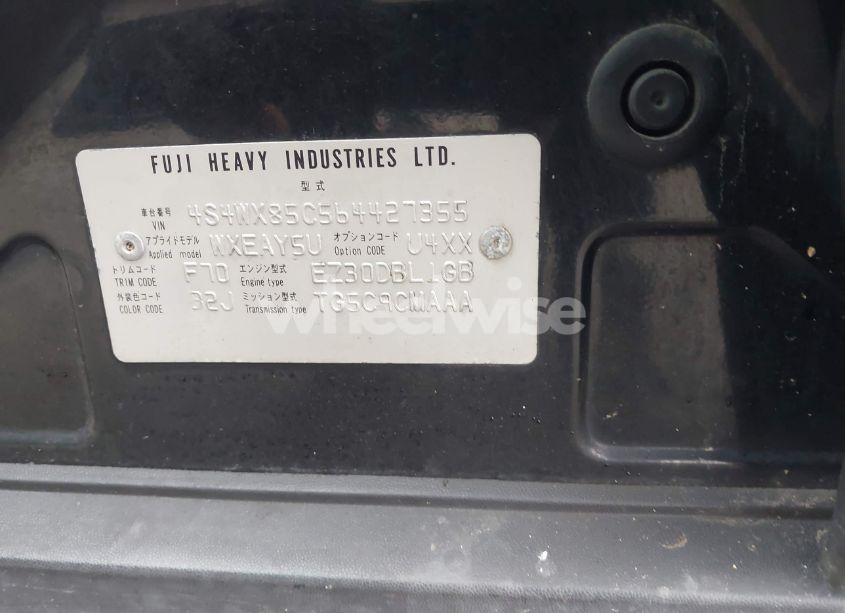 FUJI HEAVY INDUSTRIES LTD.
型式
車台番号 VIN 4S4WX85C564427355
アプライドモデル Applied model WXEAY5U オプションコード Option CODE U4XX
トリムコード TRIM CODE F70 エンジン型式 Engine type EZ30DBL1GB
外装色コード COLOR CODE 32J ミッション型式 Transmission type TG5C9CMAAA
wheelwise